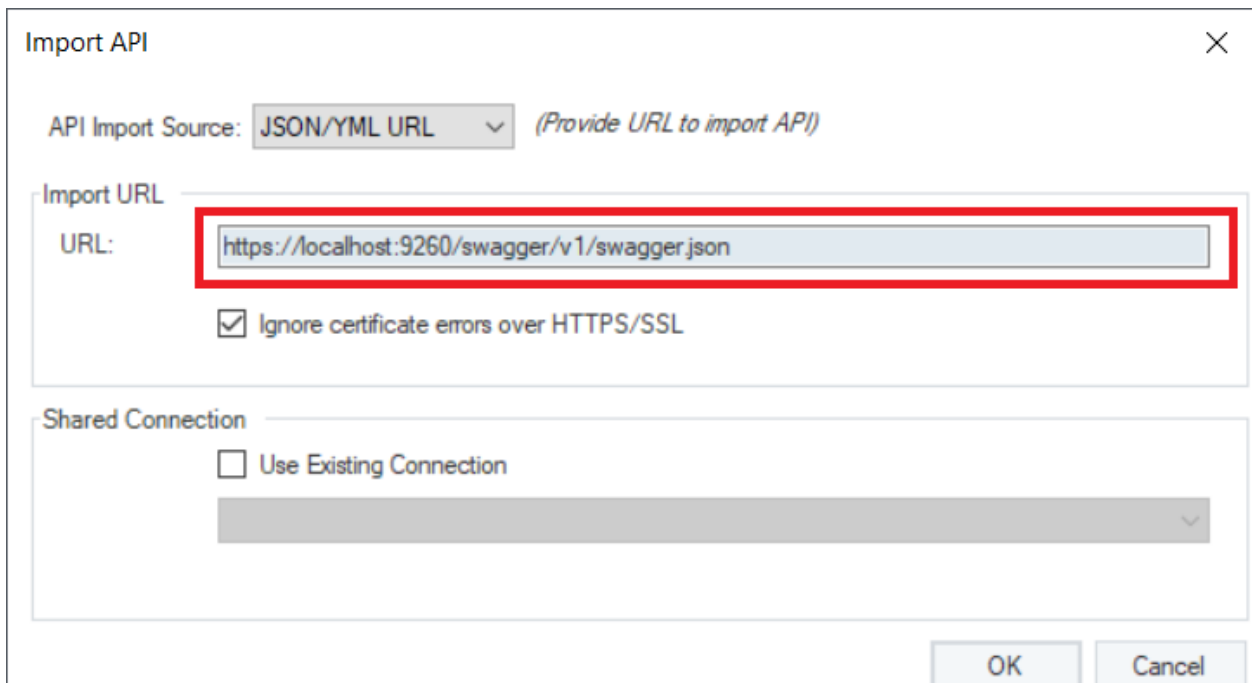 Import API
API Import Source: JSON/YML URL (Provide URL to import API)
Import URL
URL: https://localhost:9260/swagger/v1/swagger.json
Ignore certificate errors over HTTPS/SSL
Shared Connection
Use Existing Connection
OK Cancel